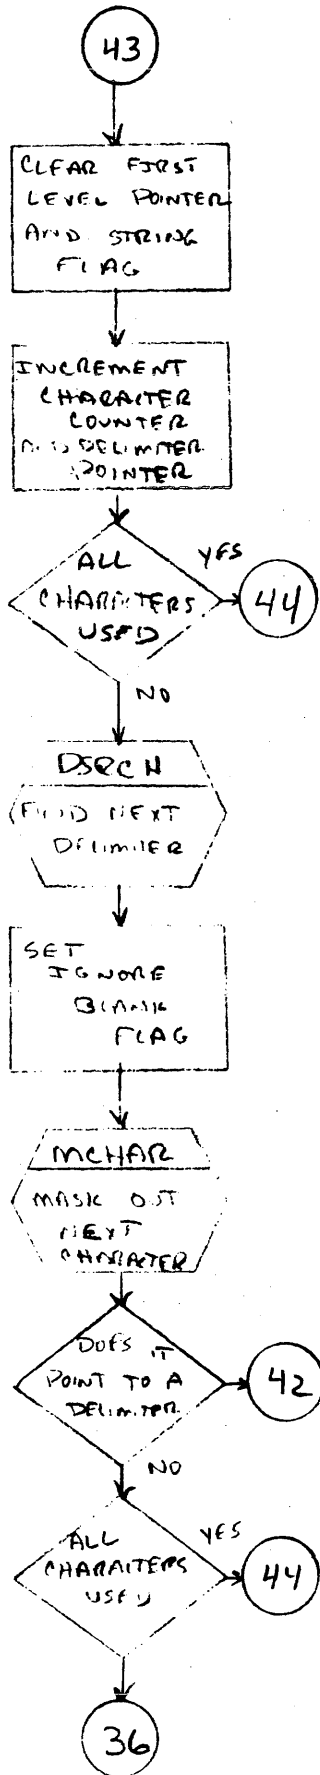 43
CLEAR FIRST
LEVEL POINTER
AND STRING
FLAG
INCREMENT
CHARACTER
COUNTER
AND DELIMITER
POINTER
ALL
CHARACTERS
USED
YES
44
NO
DSRCH
FIND NEXT
DELIMITER
SET
IGNORE
BLANK
FLAG
MCHAR
MASK OUT
NEXT
CHARACTER
DOES IT
POINT TO A
DELIMITER
42
NO
ALL
CHARACTERS
USED
YES
44
36